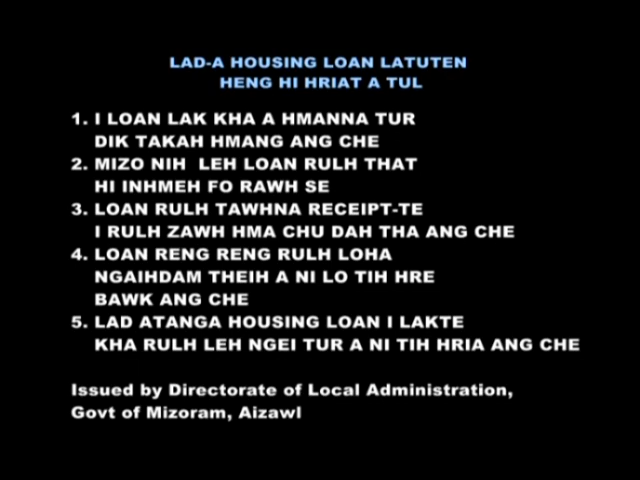 LAD-A HOUSING LOAN LATUTEN
HENG HI HRIAT A TUL
1. I LOAN LAK KHA A HMANNA TUR
DIK TAKAH HMANG ANG CHE
2. MIZO NIH  LEH LOAN RULH THAT
HI INHMEH FO RAWH SE
3. LOAN RULH TAWHNA RECEIPT-TE
I RULH ZAWH HMA CHU DAH THA ANG CHE
4. LOAN RENG RENG RULH LOHA
NGAIHDAM THEIH A NI LO TIH HRE
BAWK ANG CHE
5. LAD ATANGA HOUSING LOAN I LAKTE
KHA RULH LEH NGEI TUR A NI TIH HRIA ANG CHE
Issued by Directorate of Local Administration,
Govt of Mizoram, Aizawl